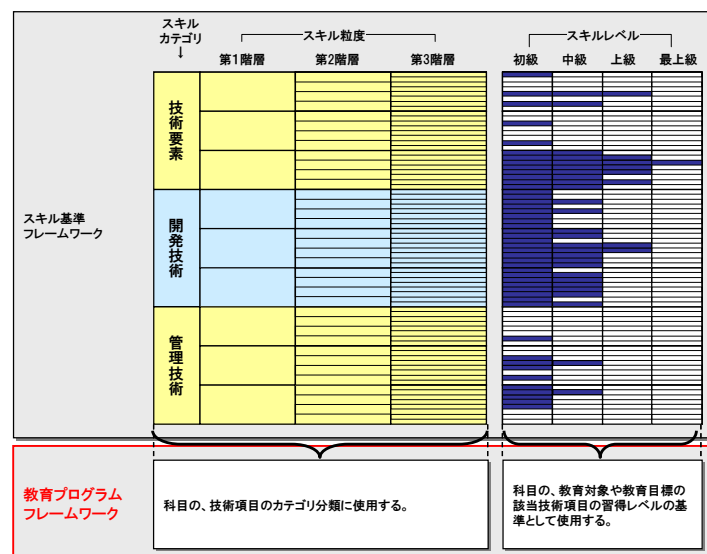 スキル
カテゴリ
↓
スキル粒度
第1階層
第2階層
第3階層
スキルレベル
初級
中級
上級
最上級
技術要素
開発技術
管理技術
スキル基準
フレームワーク
教育プログラム
フレームワーク
科目の、技術項目のカテゴリ分類に使用する。
科目の、教育対象や教育目標の
該当技術項目の習得レベルの基
準として使用する。